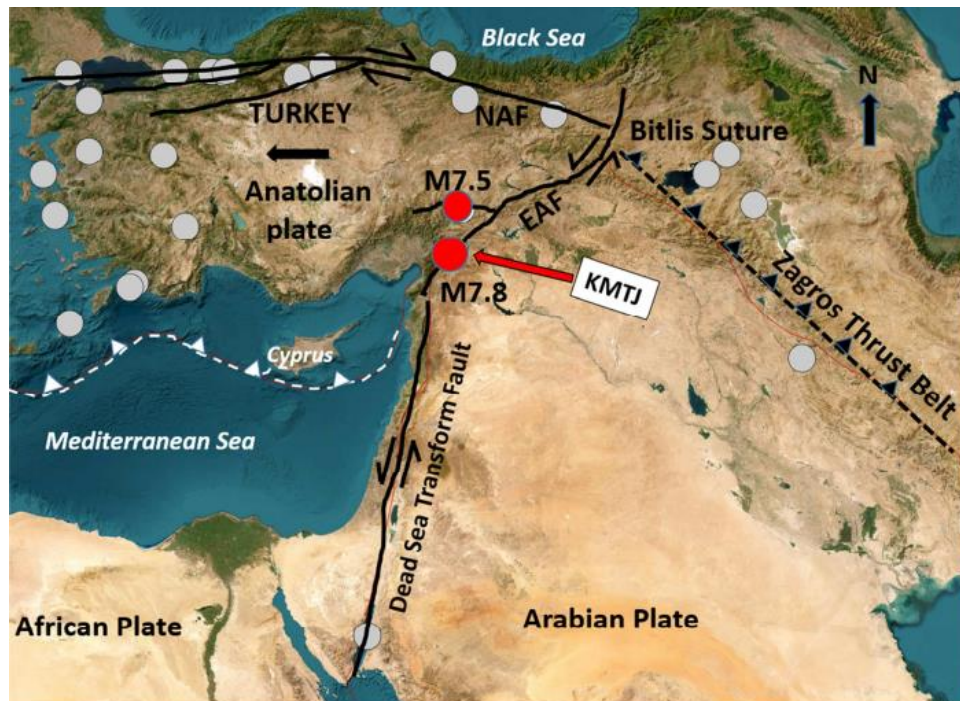 Black Sea
N
TURKEY
NAF
Bitlis Suture
M7.5
Anatolian
plate
EAF
M7.8
KMTJ
Zagros Thrust Belt
Cyprus
Mediterranean Sea
Dead Sea Transform Fault
African Plate
Arabian Plate